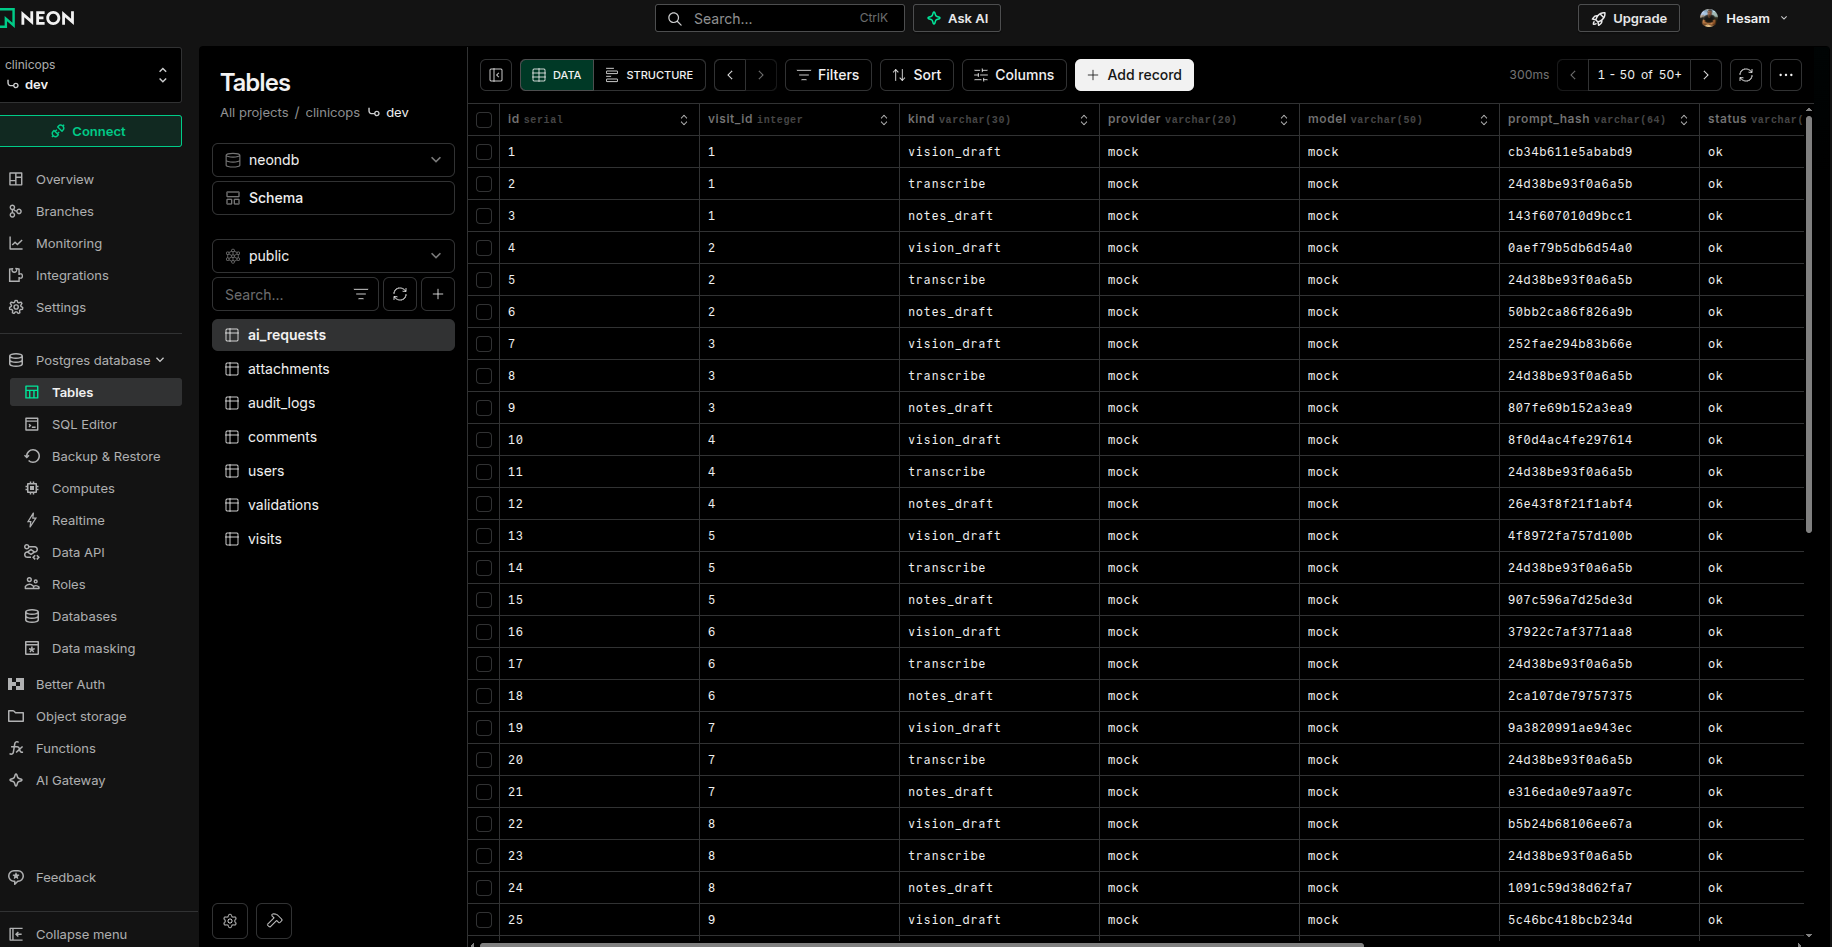 NEON
Search... CtrlK
Ask AI
Upgrade
Hesam
clinicops
dev
Connect
Overview
Branches
Monitoring
Integrations
Settings
Postgres database
Tables
SQL Editor
Backup & Restore
Computes
Realtime
Data API
Roles
Databases
Data masking
Better Auth
Object storage
Functions
AI Gateway
Feedback
Collapse menu
Tables
All projects / clinicops dev
neondb
Schema
public
Search...
ai_requests
attachments
audit_logs
comments
users
validations
visits
DATA STRUCTURE Filters Sort Columns Add record 300ms 1 - 50 of 50+
id serial visit_id integer kind varchar(30) provider varchar(20) model varchar(50) prompt_hash varchar(64) status varchar(
1 1 vision_draft mock mock cb34b611e5ababd9 ok
2 1 transcribe mock mock 24d38be93f0a6a5b ok
3 1 notes_draft mock mock 143f607010d9bcc1 ok
4 2 vision_draft mock mock 0aef79b5db6d54a0 ok
5 2 transcribe mock mock 24d38be93f0a6a5b ok
6 2 notes_draft mock mock 50bb2ca86f826a9b ok
7 3 vision_draft mock mock 252fae294b83b66e ok
8 3 transcribe mock mock 24d38be93f0a6a5b ok
9 3 notes_draft mock mock 807fe69b152a3ea9 ok
10 4 vision_draft mock mock 8f0d4ac4fe297614 ok
11 4 transcribe mock mock 24d38be93f0a6a5b ok
12 4 notes_draft mock mock 26e43f8f21f1abf4 ok
13 5 vision_draft mock mock 4f8972fa757d100b ok
14 5 transcribe mock mock 24d38be93f0a6a5b ok
15 5 notes_draft mock mock 907c596a7d25de3d ok
16 6 vision_draft mock mock 37922c7af3771aa8 ok
17 6 transcribe mock mock 24d38be93f0a6a5b ok
18 6 notes_draft mock mock 2ca107de79757375 ok
19 7 vision_draft mock mock 9a3820991ae943ec ok
20 7 transcribe mock mock 24d38be93f0a6a5b ok
21 7 notes_draft mock mock e316eda0e97aa97c ok
22 8 vision_draft mock mock b5b24b68106ee67a ok
23 8 transcribe mock mock 24d38be93f0a6a5b ok
24 8 notes_draft mock mock 1091c59d38d62fa7 ok
25 9 vision_draft mock mock 5c46bc418bcb234d ok